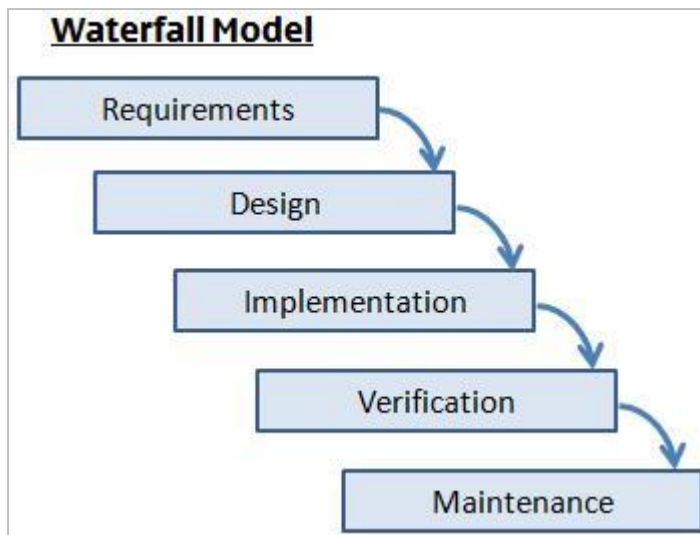 Waterfall Model
Requirements
Design
Implementation
Verification
Maintenance